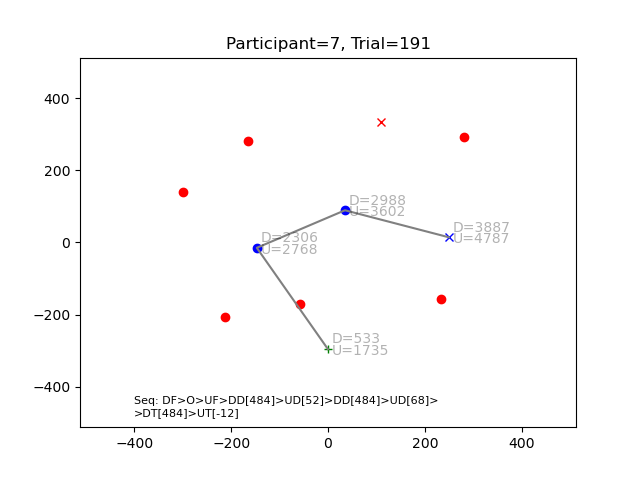 Participant=7, Trial=191
400
200
0
−200
−400
D=2988
U=3602
D=3887
U=4787
D=2306
U=2768
D=533
U=1735
Seq: DF>O>UF>DD[484]>UD[52]>DD[484]>UD[68]>
>DT[484]>UT[-12]
−400
−200
0
200
400